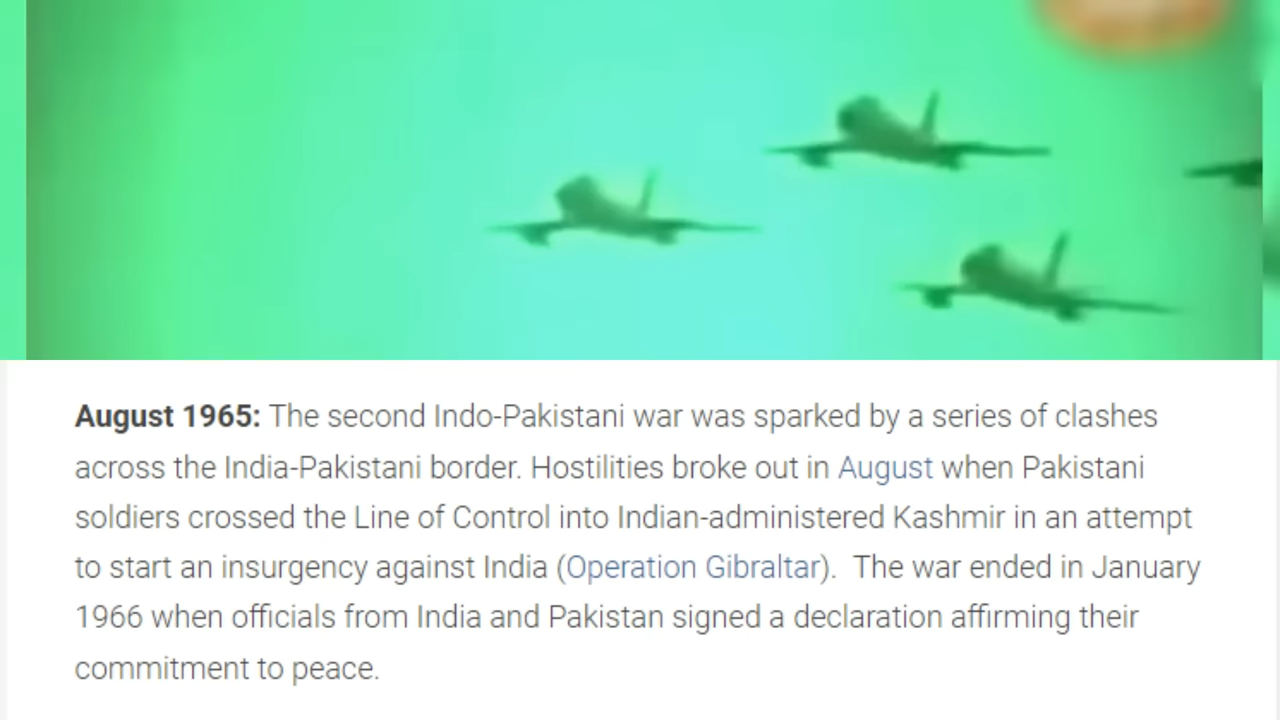 August 1965: The second Indo-Pakistani war was sparked by a series of clashes
across the India-Pakistani border. Hostilities broke out in August when Pakistani
soldiers crossed the Line of Control into Indian-administered Kashmir in an attempt
to start an insurgency against India (Operation Gibraltar).  The war ended in January
1966 when officials from India and Pakistan signed a declaration affirming their
commitment to peace.